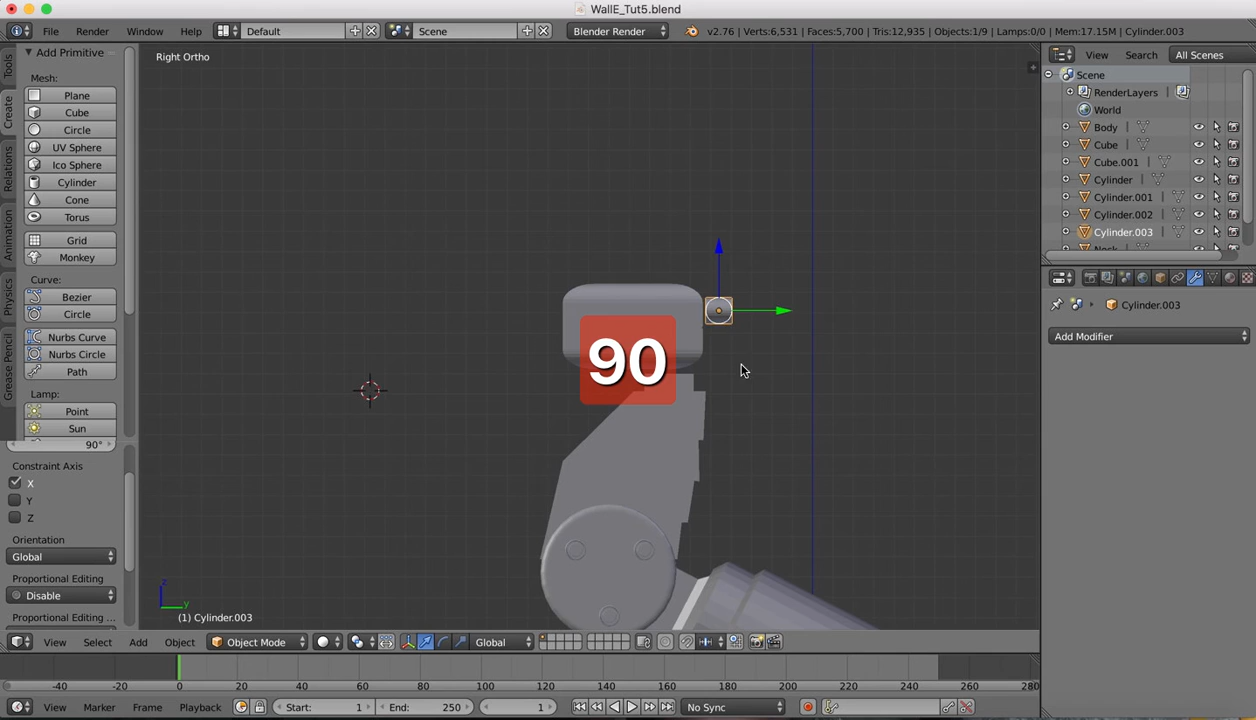 WallE_Tut5.blend
File Render Window Help Default Scene Blender Render v2.76 | Verts:6,531 | Faces:5,700 | Tris:12,935 | Objects:1/9 | Lamps:0/0 | Mem:17.15M | Cylinder.003
Tools
Create
Relations
Animation
Physics
Grease Pencil
Add Primitive
Mesh:
Plane
Cube
Circle
UV Sphere
Ico Sphere
Cylinder
Cone
Torus
Grid
Monkey
Curve:
Bezier
Circle
Nurbs Curve
Nurbs Circle
Path
Lamp:
Point
Sun
90°
Constraint Axis
X
Y
Z
Orientation
Global
Proportional Editing
Disable
Proportional Editing ...
Right Ortho
90
z
y
(1) Cylinder.003
View Select Add Object Object Mode Global
-40 -20 0 20 40 60 80 100 120 140 160 180 200 220 240 260 280
View Marker Frame Playback Start: 1 End: 250 1 No Sync
View Search All Scenes
Scene
RenderLayers
World
Body
Cube
Cube.001
Cylinder
Cylinder.001
Cylinder.002
Cylinder.003
Neck
Cylinder.003
Add Modifier